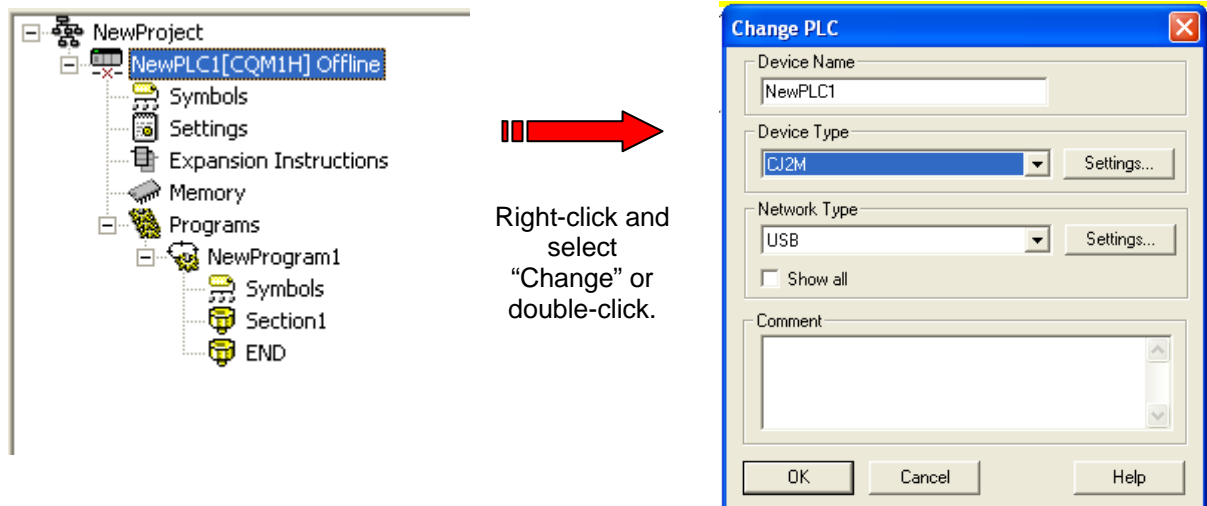 NewProject
NewPLC1[CQM1H] Offline
Symbols
Settings
Expansion Instructions
Memory
Programs
NewProgram1
Symbols
Section1
END
Right-click and
select
“Change” or
double-click.
Change PLC
Device Name
NewPLC1
Device Type
CJ2M
Settings...
Network Type
USB
Settings...
Show all
Comment
OK
Cancel
Help